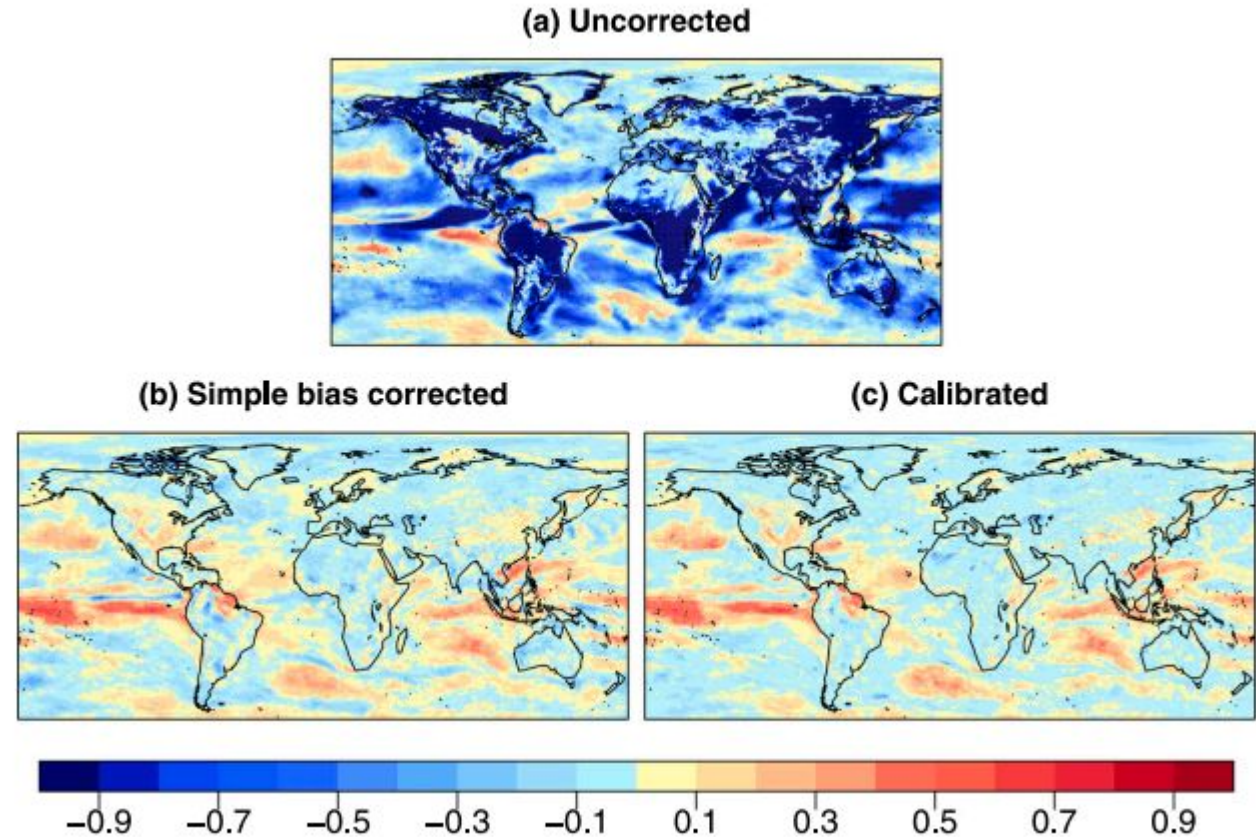 (a) Uncorrected
(b) Simple bias corrected
(c) Calibrated
−0.9 −0.7 −0.5 −0.3 −0.1 0.1 0.3 0.5 0.7 0.9